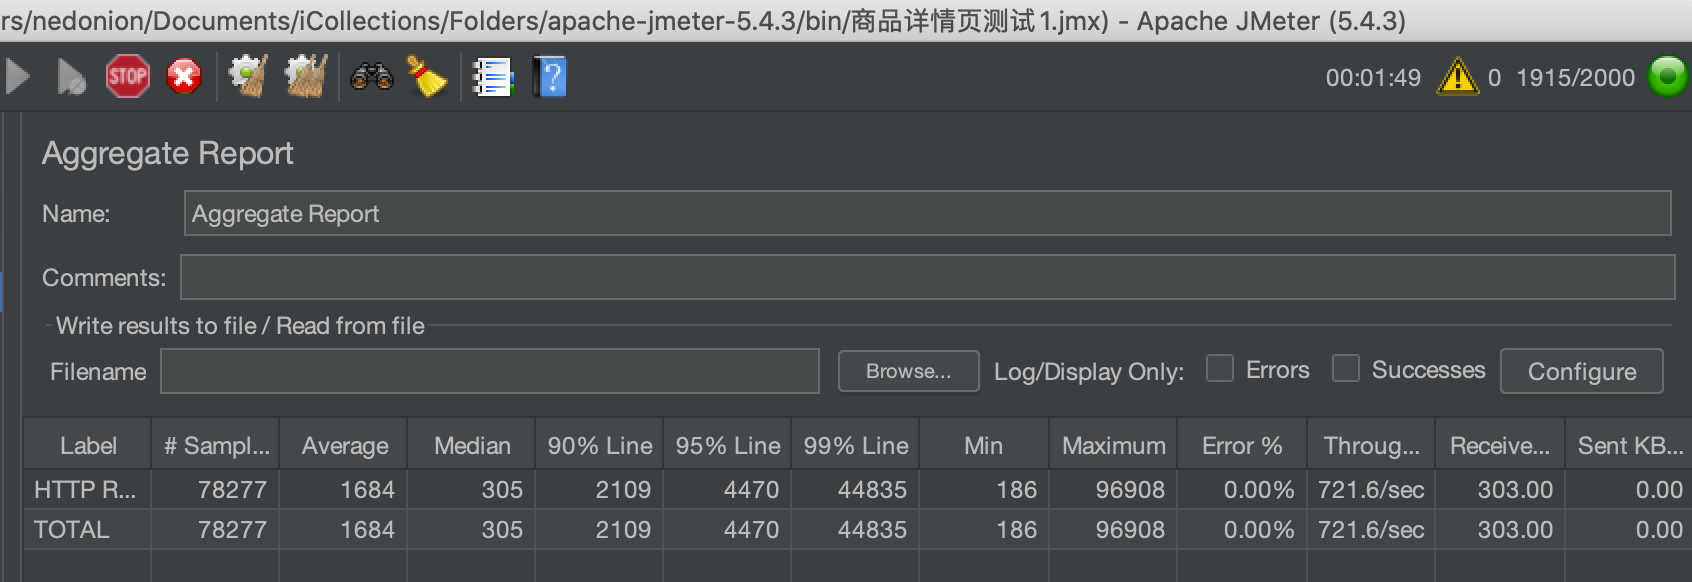 rs/nedonion/Documents/iCollections/Folders/apache-jmeter-5.4.3/bin/商品详情页测试1.jmx) - Apache JMeter (5.4.3)
STOP ? 00:01:49 ! 0 1915/2000
Aggregate Report
Name: Aggregate Report
Comments:
Write results to file / Read from file
Filename Browse... Log/Display Only: Errors Successes Configure
Label # Sampl... Average Median 90% Line 95% Line 99% Line Min Maximum Error % Throug... Receive... Sent KB...
HTTP R... 78277 1684 305 2109 4470 44835 186 96908 0.00% 721.6/sec 303.00 0.00
TOTAL 78277 1684 305 2109 4470 44835 186 96908 0.00% 721.6/sec 303.00 0.00